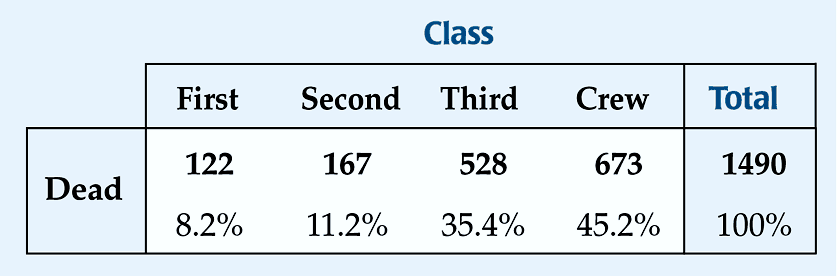 Class
First Second Third Crew Total
Dead
122 167 528 673 1490
8.2% 11.2% 35.4% 45.2% 100%